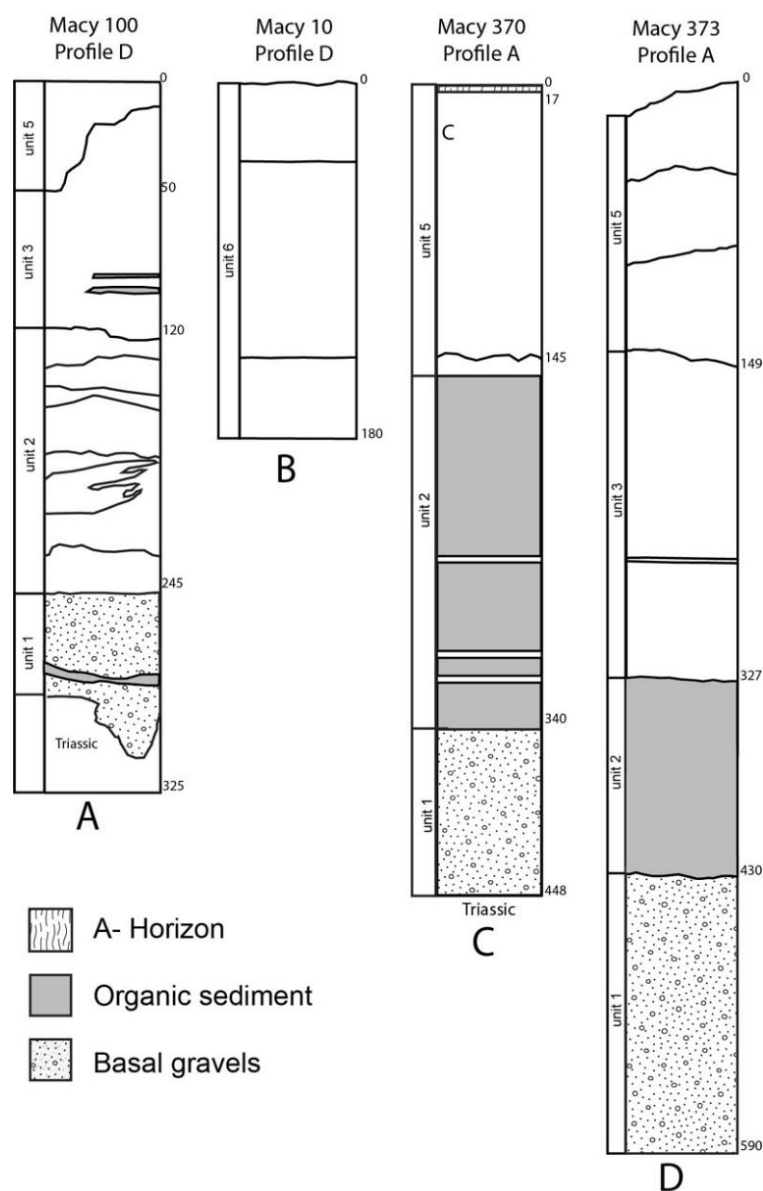 Macy 100
Profile D
0
unit 5
50
unit 3
120
unit 2
245
unit 1
Triassic
325
A
Macy 10
Profile D
0
unit 6
180
B
Macy 370
Profile A
0
17
C
unit 5
145
unit 2
340
unit 1
448
Triassic
C
Macy 373
Profile A
0
unit 5
149
unit 3
327
unit 2
430
unit 1
590
D
A- Horizon
Organic sediment
Basal gravels